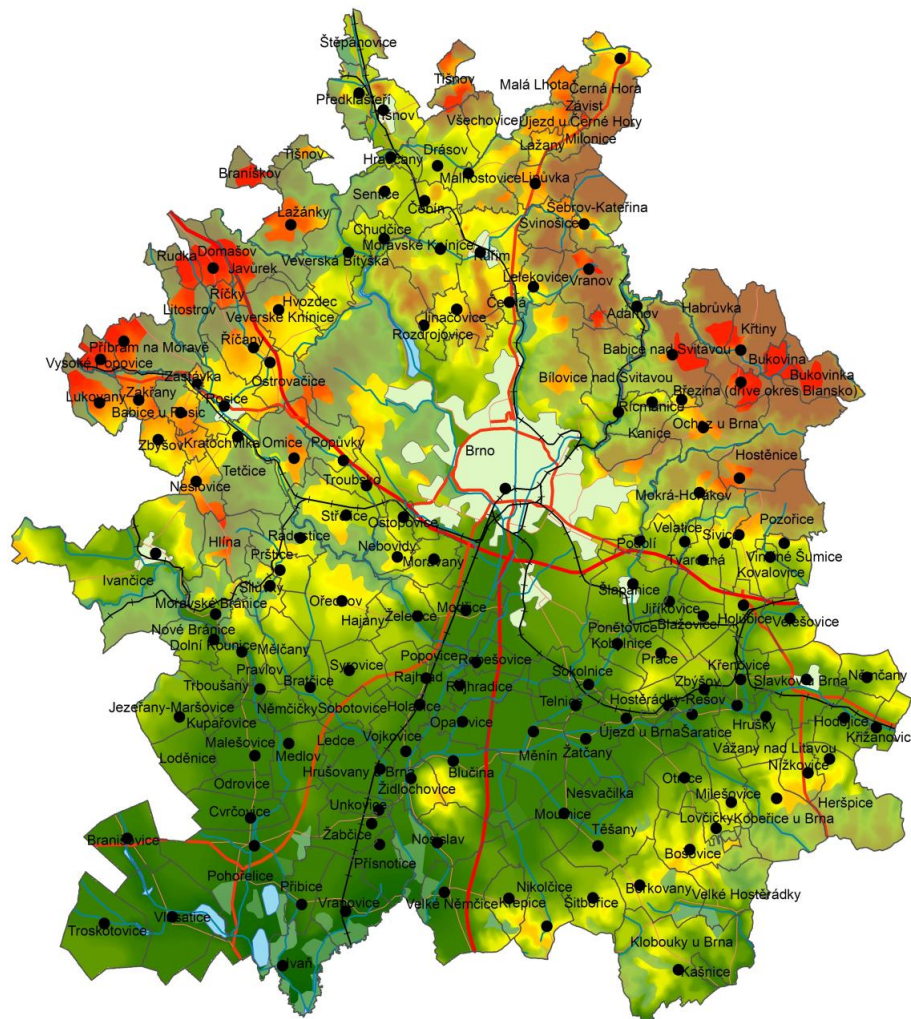 Štěpánovice
Tišnov
Malá Lhota
Černá Hora
Předklášteří
Závist
Tišnov
Všechovice
Újezd u Černé Hory
Milonice
Lažany
Tišnov
Hradčany
Drásov
Malhostovice
Lipůvka
Braníškov
Sentice
Čebín
Lažánky
Šebrov-Kateřina
Svinošice
Chudčice
Moravské Knínice
Kuřim
Rudka
Domašov
Veverská Bítýška
Javůrek
Lelekovice
Vranov
Říčky
Hvozdec
Česká
Habrůvka
Litostrov
Veverské Knínice
Jinačovice
Adamov
Rozdrojovice
Křtiny
Příbram na Moravě
Říčany
Babice nad Svitavou
Bukovina
Vysoké Popovice
Zastávka
Ostrovačice
Bílovice nad Svitavou
Bukovinka
Lukovany
Zakřany
Březina (dříve okres Blansko)
Rosice
Babice u Rosic
Řícmanice
Kanice
Ochoz u Brna
Zbýšov
Kratochvilka
Omice
Popůvky
Brno
Hostěnice
Tetčice
Neslovice
Troubsko
Mokrá-Horákov
Střelice
Ostopovice
Pozořice
Hlína
Radostice
Velatice
Sivice
Nebovidy
Podolí
Prštice
Moravany
Tvarožná
Viničné Šumice
Ivančice
Kovalovice
Silůvky
Šlapanice
Moravské Bránice
Ořechov
Modřice
Jiříkovice
Holubice
Hajany
Želešice
Blažovice
Velešovice
Nové Bránice
Ponětovice
Dolní Kounice
Kobylnice
Mělčany
Popovice
Rebešovice
Práce
Pravlov
Syrovice
Sokolnice
Křenovice
Rajhrad
Zbýšov
Slavkov u Brna
Němčany
Trboušany
Bratčice
Rajhradice
Hostěrádky-Rešov
Jezeřany-Maršovice
Němčičky
Sobotovice
Holasice
Telnice
Hodějice
Kupařovice
Opatovice
Újezd u Brna
Šaratice
Hrušky
Křižanovice
Malešovice
Ledce
Vojkovice
Vážany nad Litavou
Loděnice
Medlov
Měnín
Žatčany
Hrušovany u Brna
Blučina
Nížkovice
Odrovice
Židlochovice
Otnice
Nesvačilka
Milešovice
Heršpice
Unkovice
Cvrčovice
Lovčičky
Kobeřice u Brna
Moutnice
Branišovice
Žabčice
Nosislav
Těšany
Přísnotice
Bošovice
Pohořelice
Přibice
Nikolčice
Borkovany
Velké Hostěrádky
Vranovice
Velké Němčice
Křepice
Šitbořice
Vlasatice
Troskotovice
Klobouky u Brna
Ivaň
Kašnice